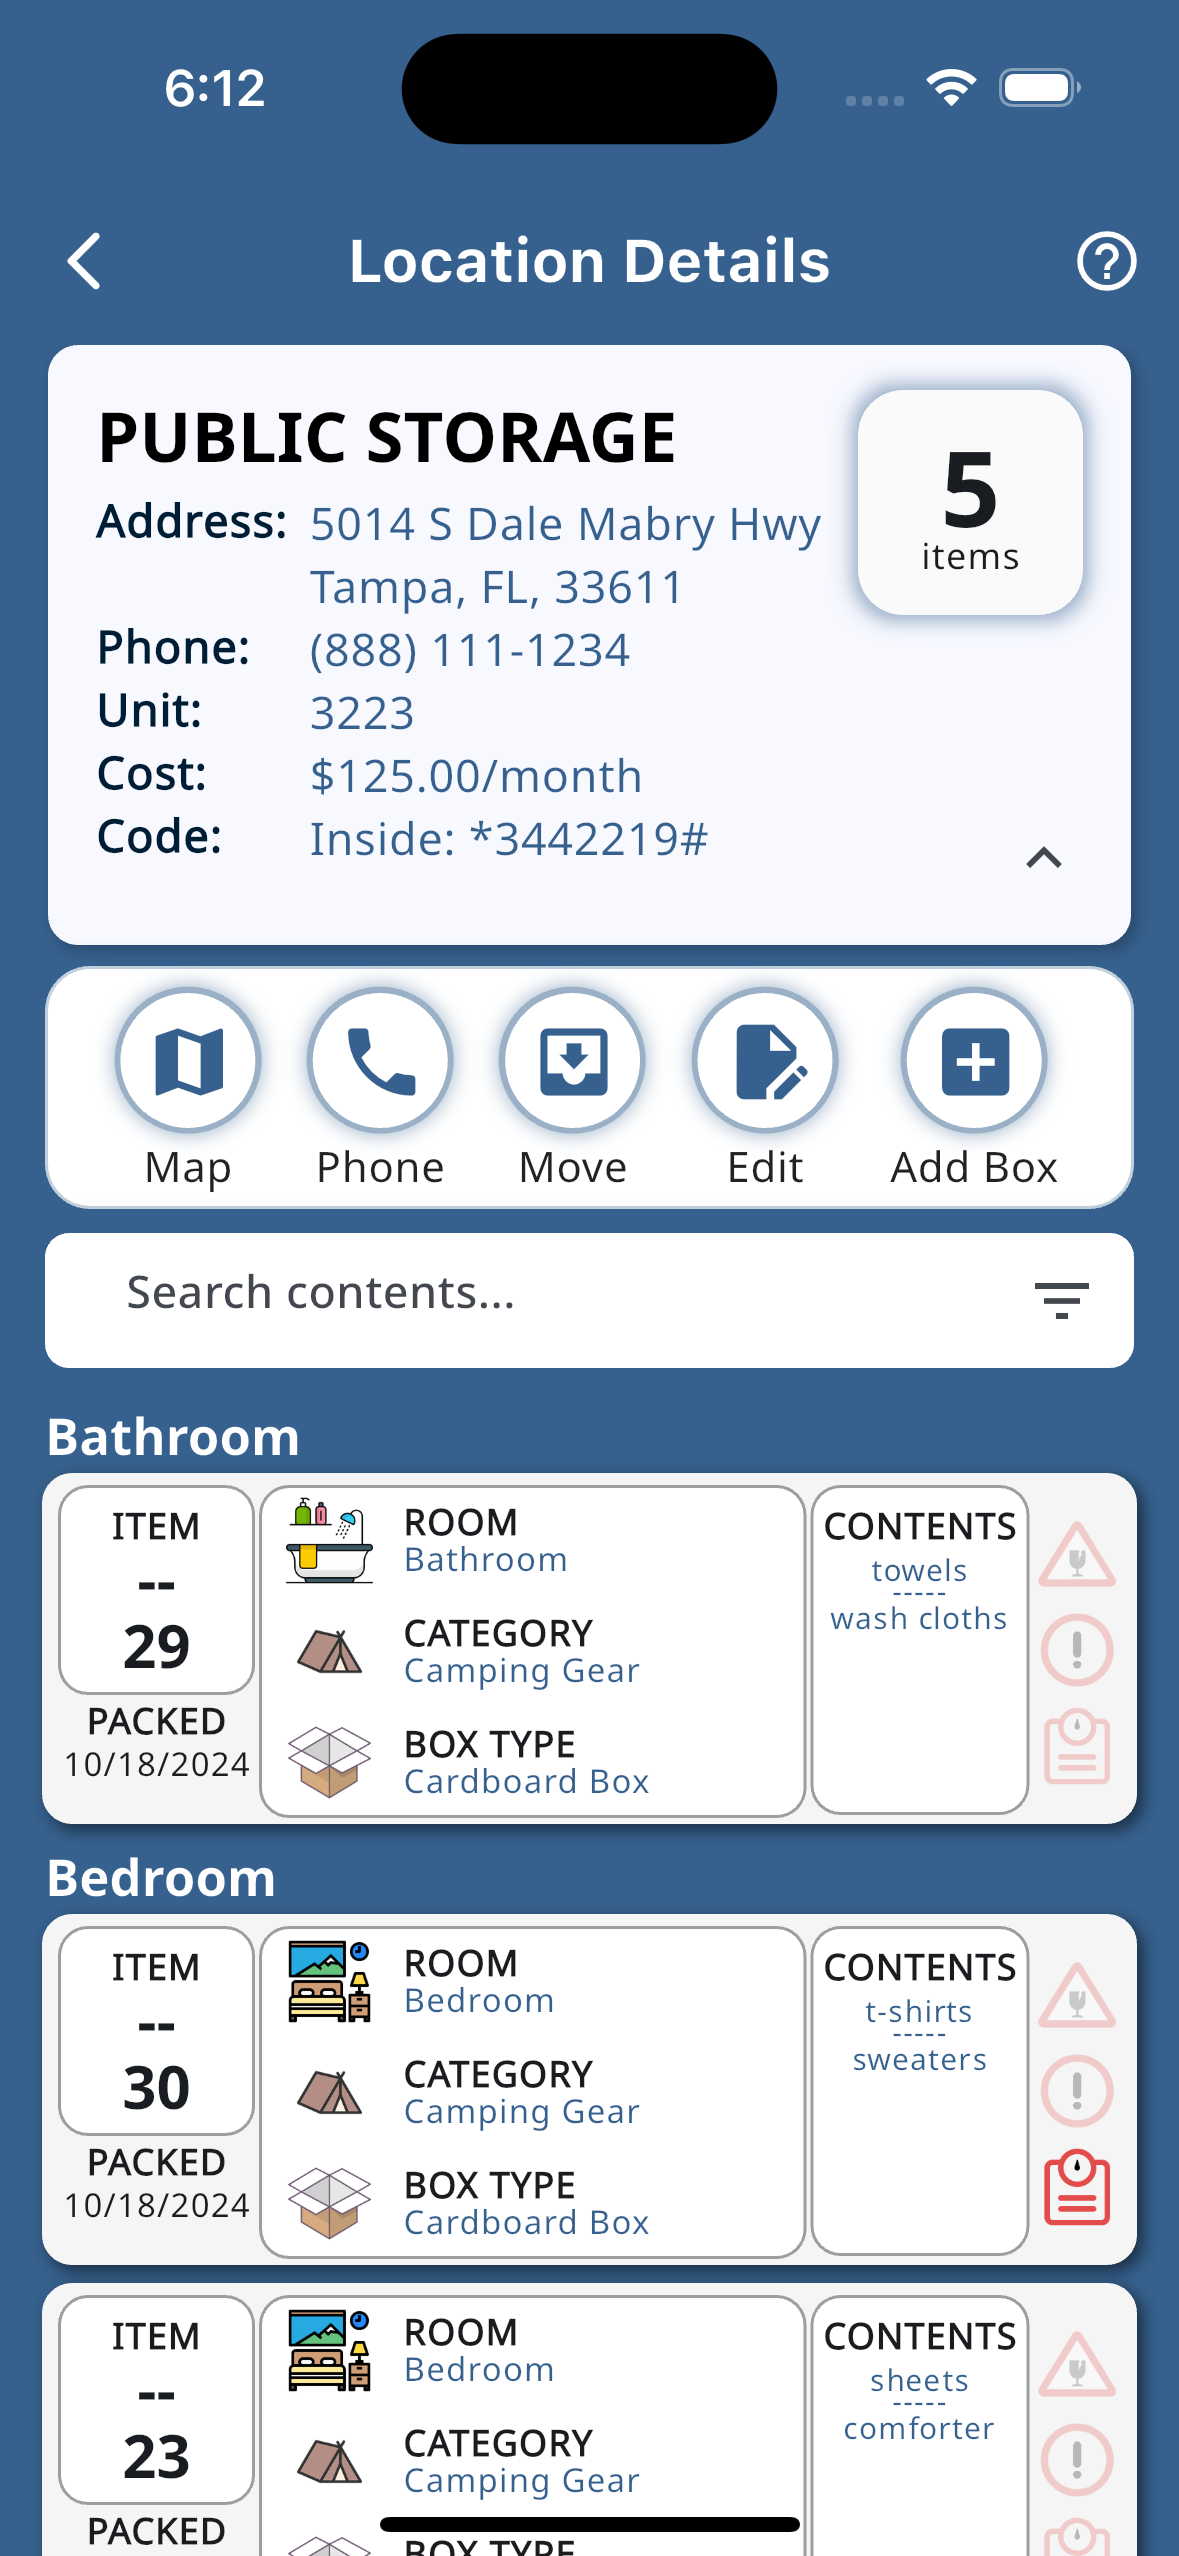 6:12
Location Details
PUBLIC STORAGE
5
items
Address: 5014 S Dale Mabry Hwy
Tampa, FL, 33611
Phone: (888) 111-1234
Unit: 3223
Cost: $125.00/month
Code: Inside: *3442219#
Map Phone Move Edit Add Box
Search contents...
Bathroom
ITEM
--
29
PACKED
10/18/2024
ROOM
Bathroom
CATEGORY
Camping Gear
BOX TYPE
Cardboard Box
CONTENTS
towels
-----
wash cloths
Bedroom
ITEM
--
30
PACKED
10/18/2024
ROOM
Bedroom
CATEGORY
Camping Gear
BOX TYPE
Cardboard Box
CONTENTS
t-shirts
-----
sweaters
ITEM
--
23
PACKED
ROOM
Bedroom
CATEGORY
Camping Gear
BOX TYPE
CONTENTS
sheets
-----
comforter